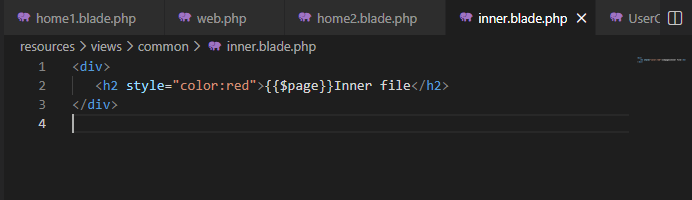 home1.blade.php web.php home2.blade.php inner.blade.php UserC
resources > views > common > inner.blade.php
1 <div>
2 <h2 style="color:red">{{$page}}Inner file</h2>
3 </div>
4